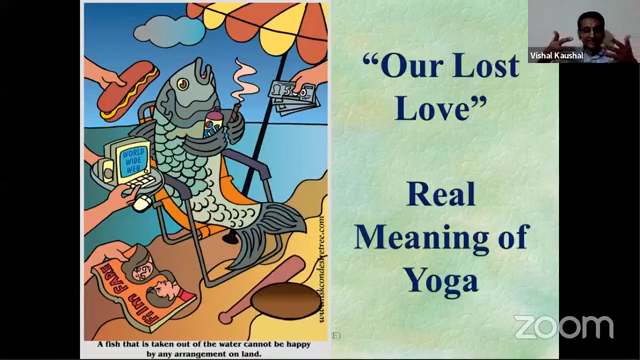 Vishal Kaushal
"Our Lost
Love"
Real
Meaning of
Yoga
WORLD
WIDE
WEB
FILM FARE
www.iskcondesiretree.com
A fish that is taken out of the water cannot be happy
by any arrangement on land.
zoom